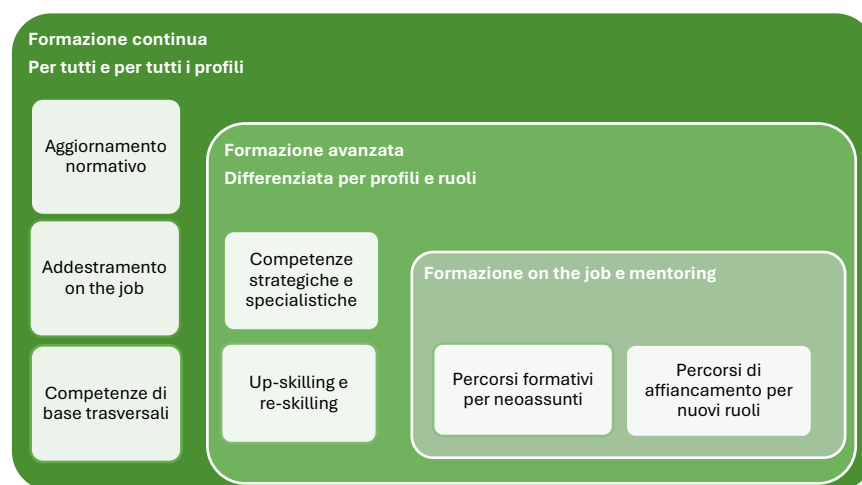 Formazione continua
Per tutti e per tutti i profili
Aggiornamento
normativo
Addestramento
on the job
Competenze di
base trasversali
Formazione avanzata
Differenziata per profili e ruoli
Competenze
strategiche e
specialistiche
Up-skilling e
re-skilling
Formazione on the job e mentoring
Percorsi formativi
per neoassunti
Percorsi di
affiancamento per
nuovi ruoli